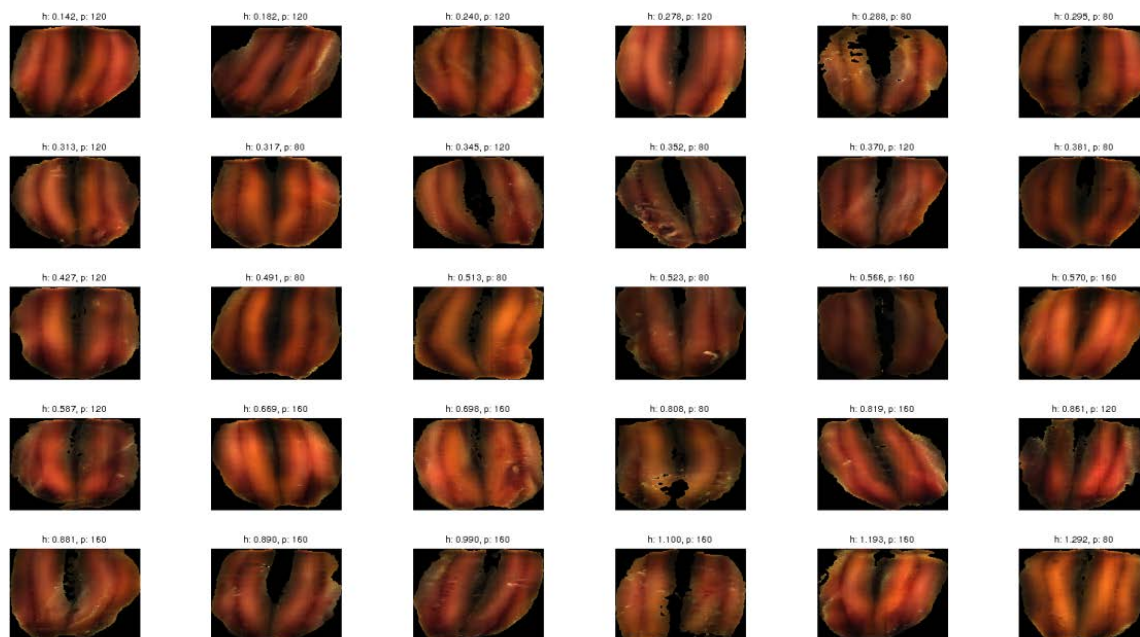 h: 0.142, p: 120 h: 0.182, p: 120 h: 0.240, p: 120 h: 0.278, p: 120 h: 0.288, p: 80 h: 0.295, p: 80
h: 0.313, p: 120 h: 0.317, p: 80 h: 0.345, p: 120 h: 0.352, p: 80 h: 0.370, p: 120 h: 0.381, p: 80
h: 0.427, p: 120 h: 0.491, p: 80 h: 0.513, p: 80 h: 0.523, p: 80 h: 0.566, p: 160 h: 0.570, p: 160
h: 0.587, p: 120 h: 0.669, p: 160 h: 0.698, p: 160 h: 0.808, p: 80 h: 0.819, p: 160 h: 0.861, p: 120
h: 0.881, p: 160 h: 0.890, p: 160 h: 0.990, p: 160 h: 1.100, p: 160 h: 1.193, p: 160 h: 1.292, p: 80